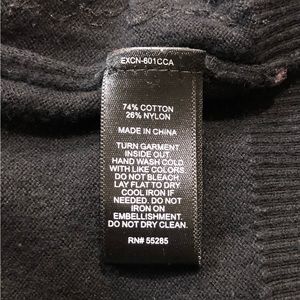 EXCN-601CCA
74% COTTON
26% NYLON
MADE IN CHINA
TURN GARMENT
INSIDE OUT.
HAND WASH COLD
WITH LIKE COLORS.
DO NOT BLEACH.
LAY FLAT TO DRY.
COOL IRON IF
NEEDED. DO NOT
IRON ON
EMBELLISHMENT.
DO NOT DRY CLEAN.
RN# 55285